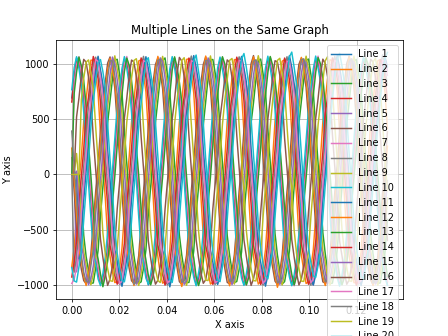 Multiple Lines on the Same Graph
Y axis
1000
500
0
−500
−1000
0.00 0.02 0.04 0.06 0.08 0.10
X axis
Line 1
Line 2
Line 3
Line 4
Line 5
Line 6
Line 7
Line 8
Line 9
Line 10
Line 11
Line 12
Line 13
Line 14
Line 15
Line 16
Line 17
Line 18
Line 19
Line 20